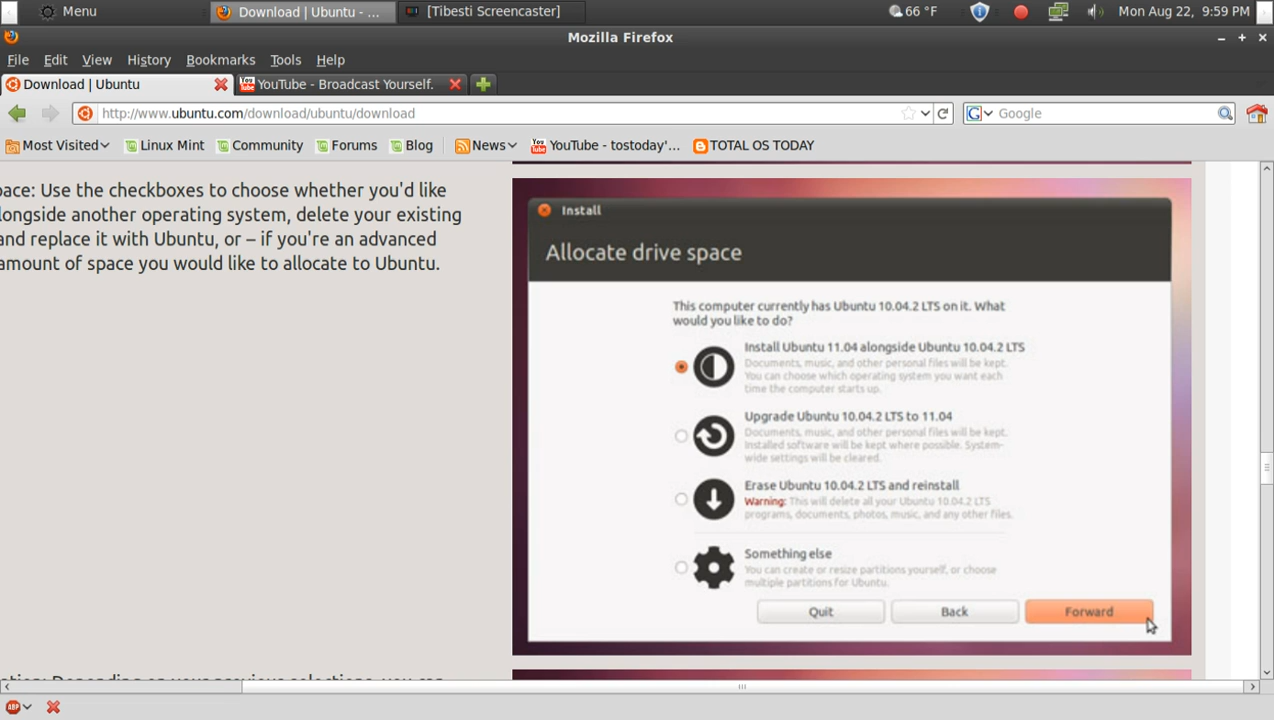 Menu
Download | Ubuntu - ...
[Tibesti Screencaster]
66 °F
Mon Aug 22, 9:59 PM
Mozilla Firefox
File Edit View History Bookmarks Tools Help
Download | Ubuntu
YouTube - Broadcast Yourself.
http://www.ubuntu.com/download/ubuntu/download
Google
Most Visited
Linux Mint
Community
Forums
Blog
News
YouTube - tostoday'...
TOTAL OS TODAY
pace: Use the checkboxes to choose whether you'd like
longside another operating system, delete your existing
and replace it with Ubuntu, or – if you're an advanced
amount of space you would like to allocate to Ubuntu.
Install
Allocate drive space
This computer currently has Ubuntu 10.04.2 LTS on it. What
would you like to do?
Install Ubuntu 11.04 alongside Ubuntu 10.04.2 LTS
Documents, music, and other personal files will be kept.
You can choose which operating system you want each
time the computer starts up.
Upgrade Ubuntu 10.04.2 LTS to 11.04
Documents, music, and other personal files will be kept.
Installed software will be kept where possible. System-
wide settings will be cleared.
Erase Ubuntu 10.04.2 LTS and reinstall
Warning: This will delete all your Ubuntu 10.04.2 LTS
programs, documents, photos, music, and any other files.
Something else
You can create or resize partitions yourself, or choose
multiple partitions for Ubuntu.
Quit
Back
Forward
Depending on your previous selections, you can
ABP